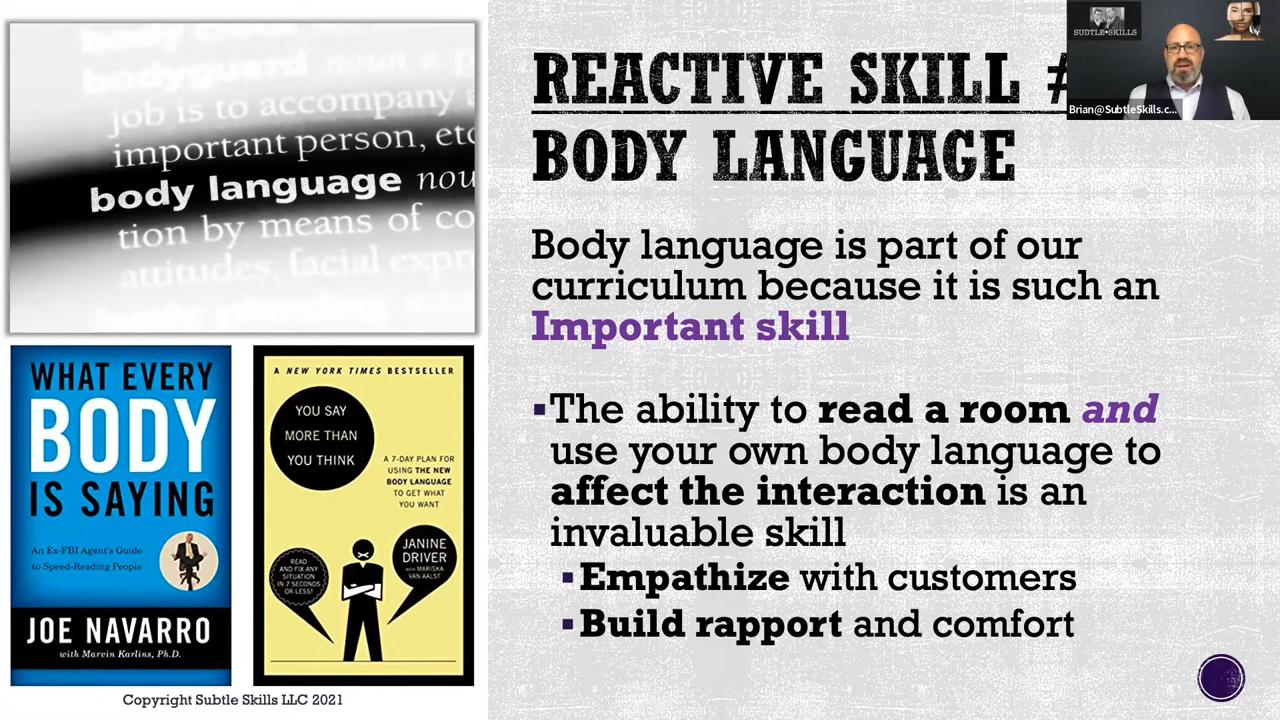 job is to accompany
important person, etc
body language nou
tion by means of co
attitudes, facial expr
WHAT EVERY
BODY
IS SAYING
An Ex-FBI Agent's Guide
to Speed-Reading People
JOE NAVARRO
with Marvin Karlins, Ph.D.
A NEW YORK TIMES BESTSELLER
YOU SAY
MORE THAN
YOU THINK
A 7-DAY PLAN FOR
USING THE NEW
BODY LANGUAGE
TO GET WHAT
YOU WANT
JANINE
DRIVER
WITH MARISKA
VAN AALST
READ
AND FIX ANY
SITUATION
IN 7 SECONDS
OR LESS!
Copyright Subtle Skills LLC 2021
REACTIVE SKILL #
BODY LANGUAGE
Body language is part of our
curriculum because it is such an
Important skill
▪The ability to read a room and
use your own body language to
affect the interaction is an
invaluable skill
▪Empathize with customers
▪Build rapport and comfort
SUBTLE•SKILLS
Brian@SubtleSkills.c...